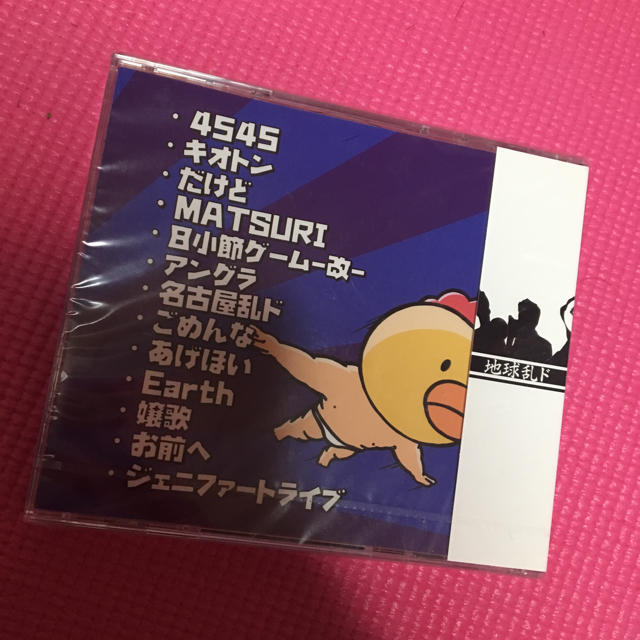 ・4545
・キオトン
・だけど
・MATSURI
・8小節ゲームー改ー
・アングラ
・名古屋乱ド
・ごめんな
・あげほい
・Earth
・嬢歌
・お前へ
・ジェニファートライブ
地球乱ド